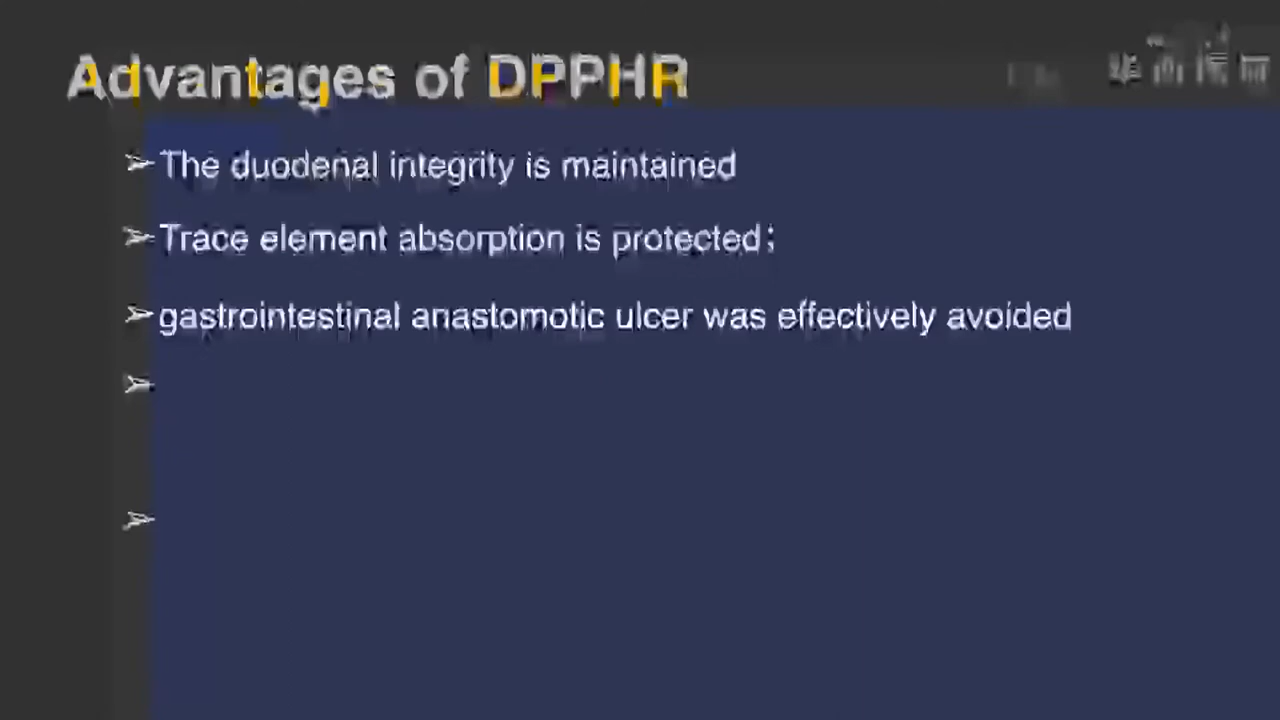 Advantages of DPPHR
➢The duodenal integrity is maintained
➢Trace element absorption is protected;
➢gastrointestinal anastomotic ulcer was effectively avoided
➢
➢